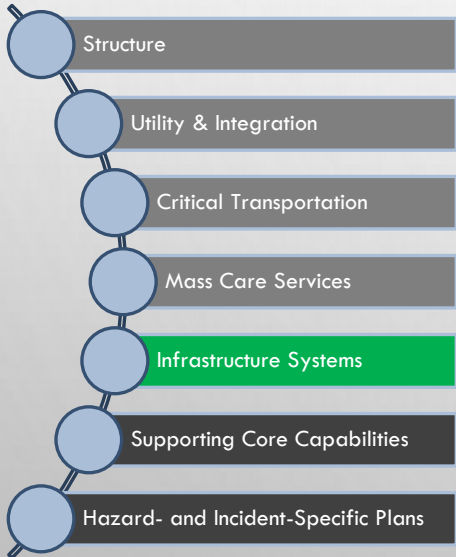 Structure
Utility & Integration
Critical Transportation
Mass Care Services
Infrastructure Systems
Supporting Core Capabilities
Hazard- and Incident-Specific Plans